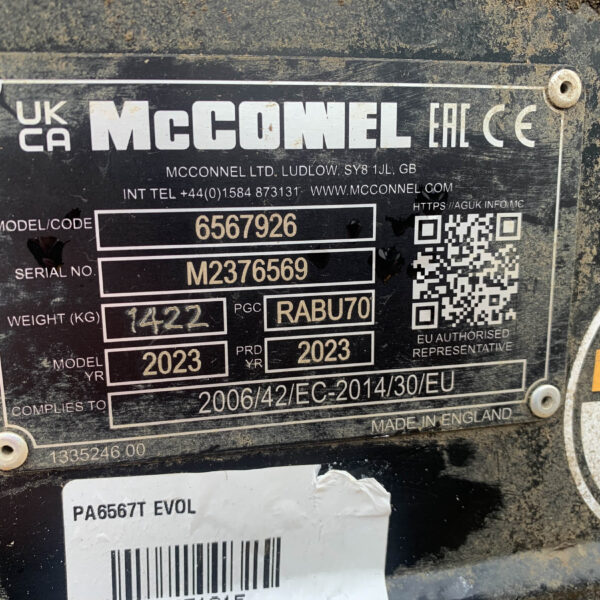 UK
CA
McCONNEL EAC CE
MCCONNEL LTD, LUDLOW, SY8 1JL, GB
INT TEL +44(0)1584 873131 WWW.MCCONNEL.COM
HTTPS://AGUK.INFO/MC
MODEL/CODE 6567926
SERIAL NO. M2376569
WEIGHT (KG) 1422 PGC RABU70
EU AUTHORISED
REPRESENTATIVE
MODEL YR 2023 PRD YR 2023
COMPLIES TO 2006/42/EC-2014/30/EU
1335246.00 MADE IN ENGLAND
PA6567T EVOL